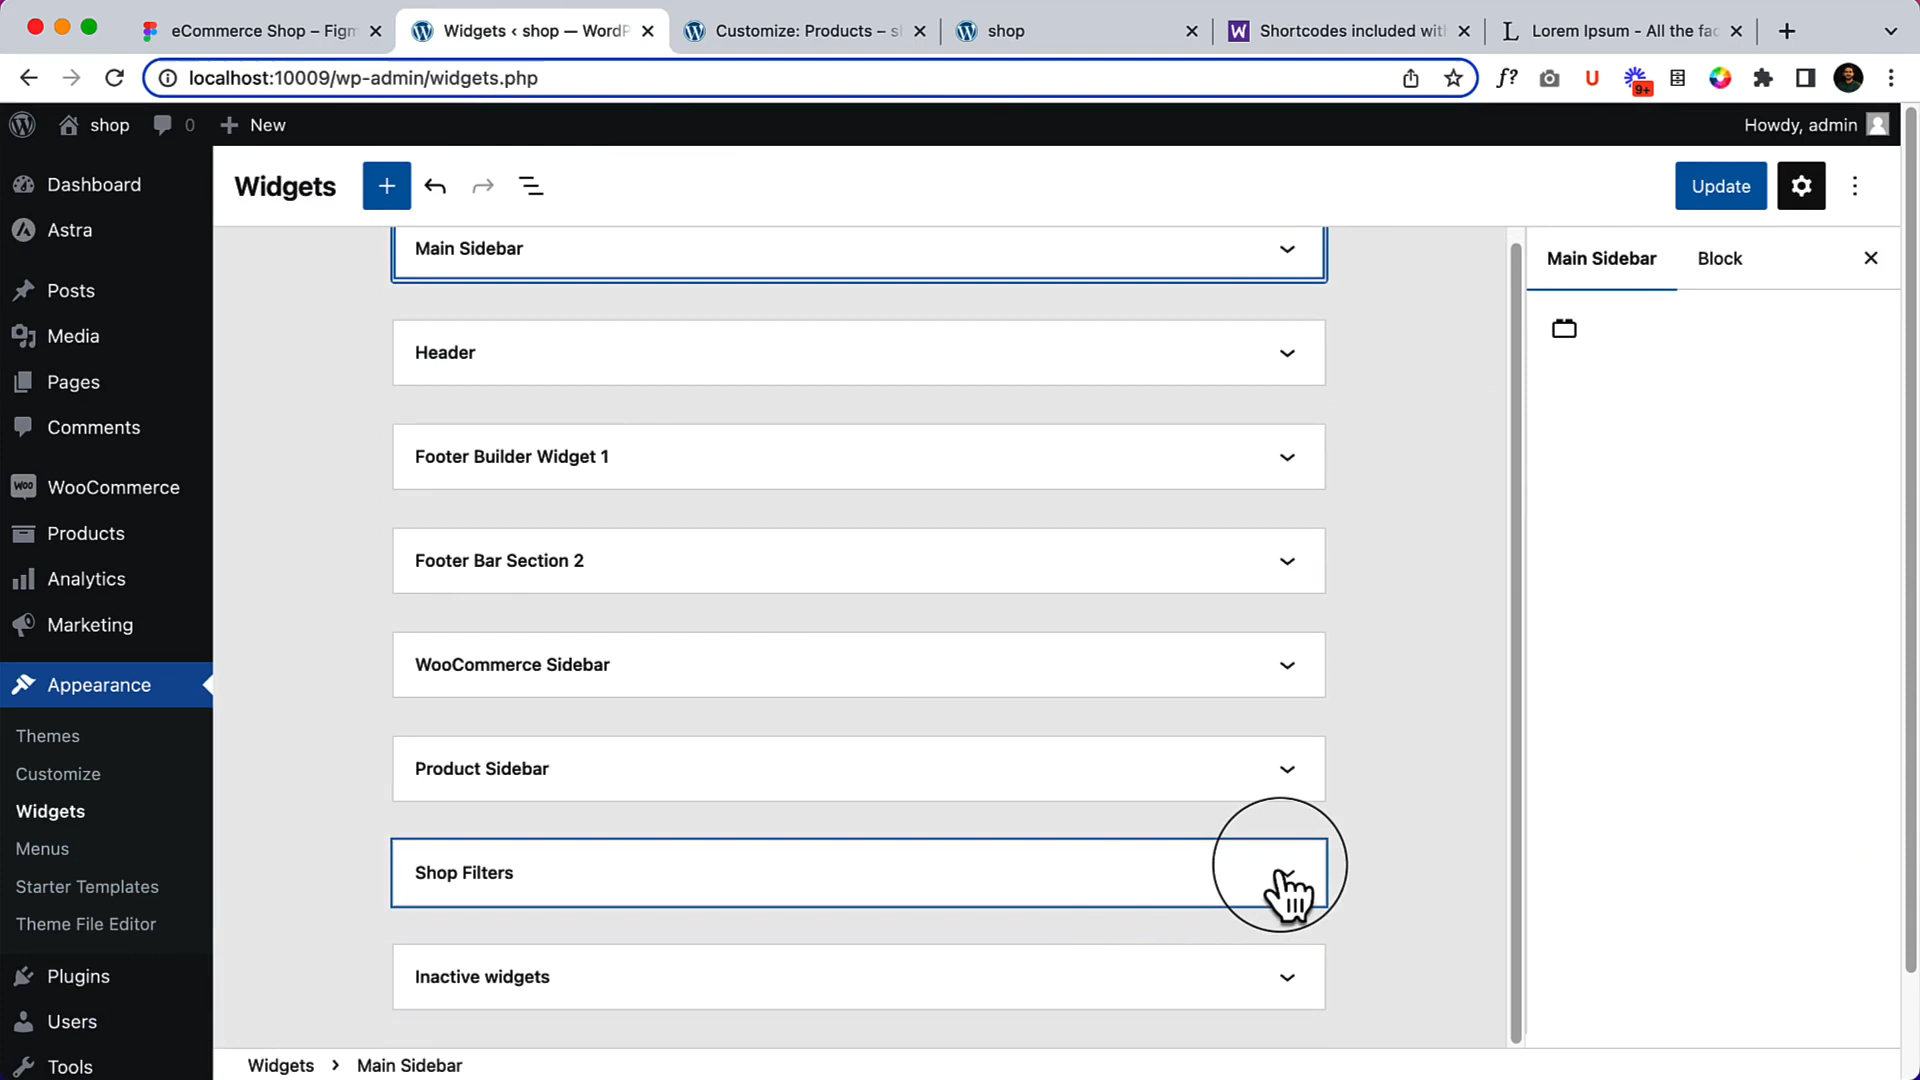 eCommerce Shop – Figm
Widgets ‹ shop — WordP
Customize: Products – s
shop
Shortcodes included wit
Lorem Ipsum - All the fac
localhost:10009/wp-admin/widgets.php
f?
U
9+
shop
0
New
Howdy, admin
Dashboard
Astra
Posts
Media
Pages
Comments
WooCommerce
Products
Analytics
Marketing
Appearance
Themes
Customize
Widgets
Menus
Starter Templates
Theme File Editor
Plugins
Users
Tools
Widgets
Update
Main Sidebar
Header
Footer Builder Widget 1
Footer Bar Section 2
WooCommerce Sidebar
Product Sidebar
Shop Filters
Inactive widgets
Main Sidebar
Block
Widgets
Main Sidebar